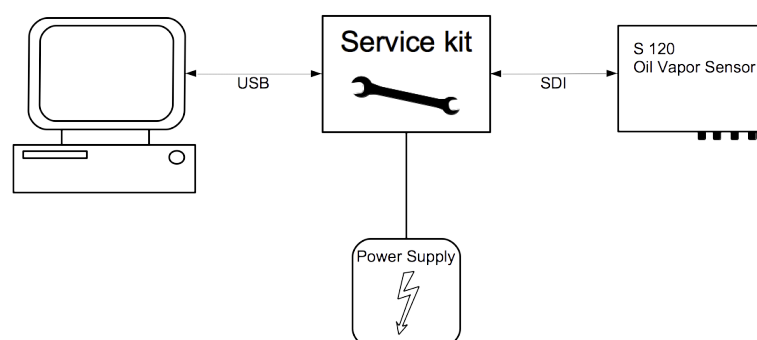 Service kit
USB
SDI
S 120
Oil Vapor Sensor
Power Supply